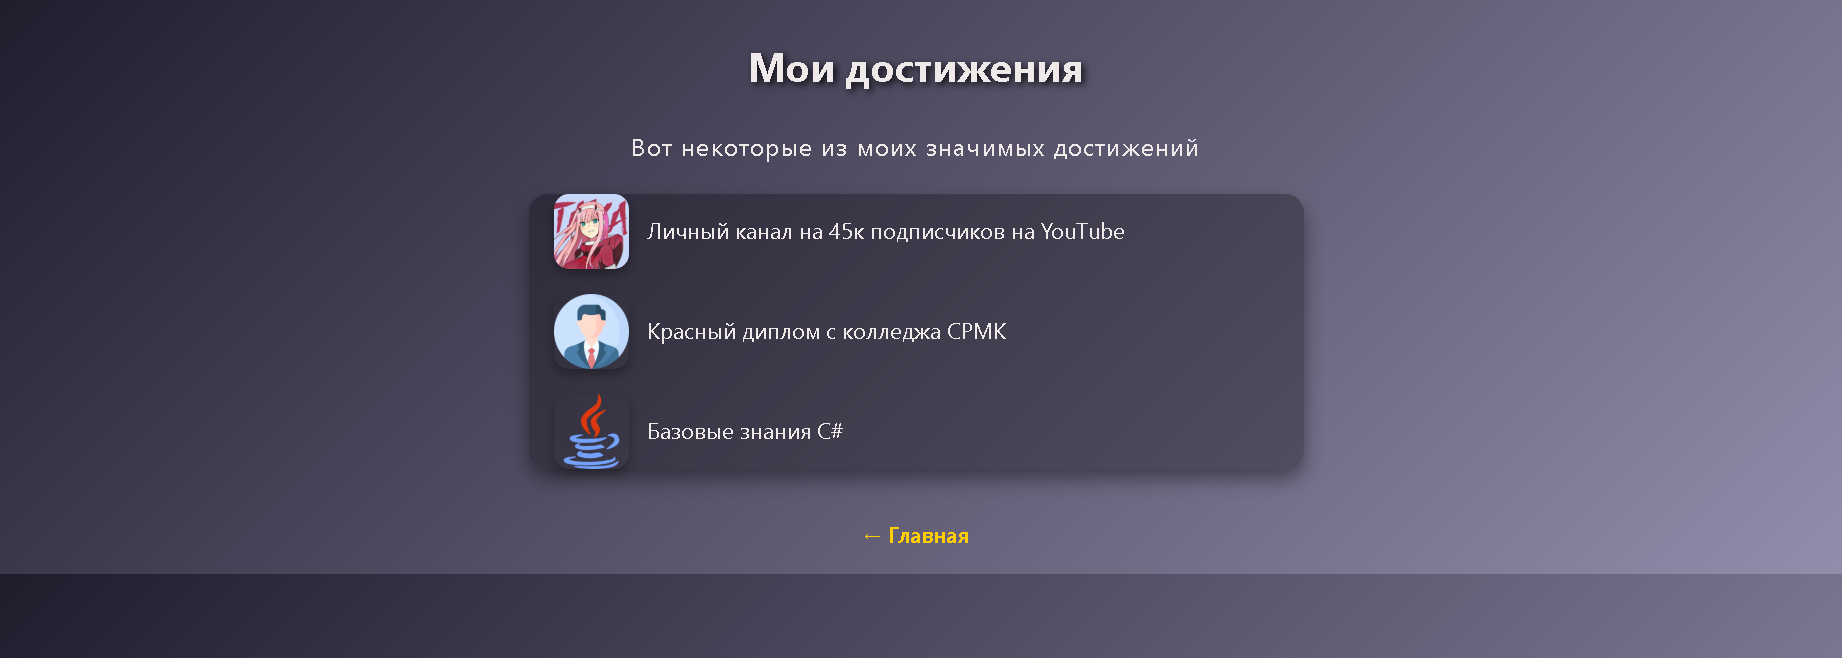 Мои достижения
Вот некоторые из моих значимых достижений
Личный канал на 45к подписчиков на YouTube
Красный диплом с колледжа СРМК
Базовые знания C#
← Главная